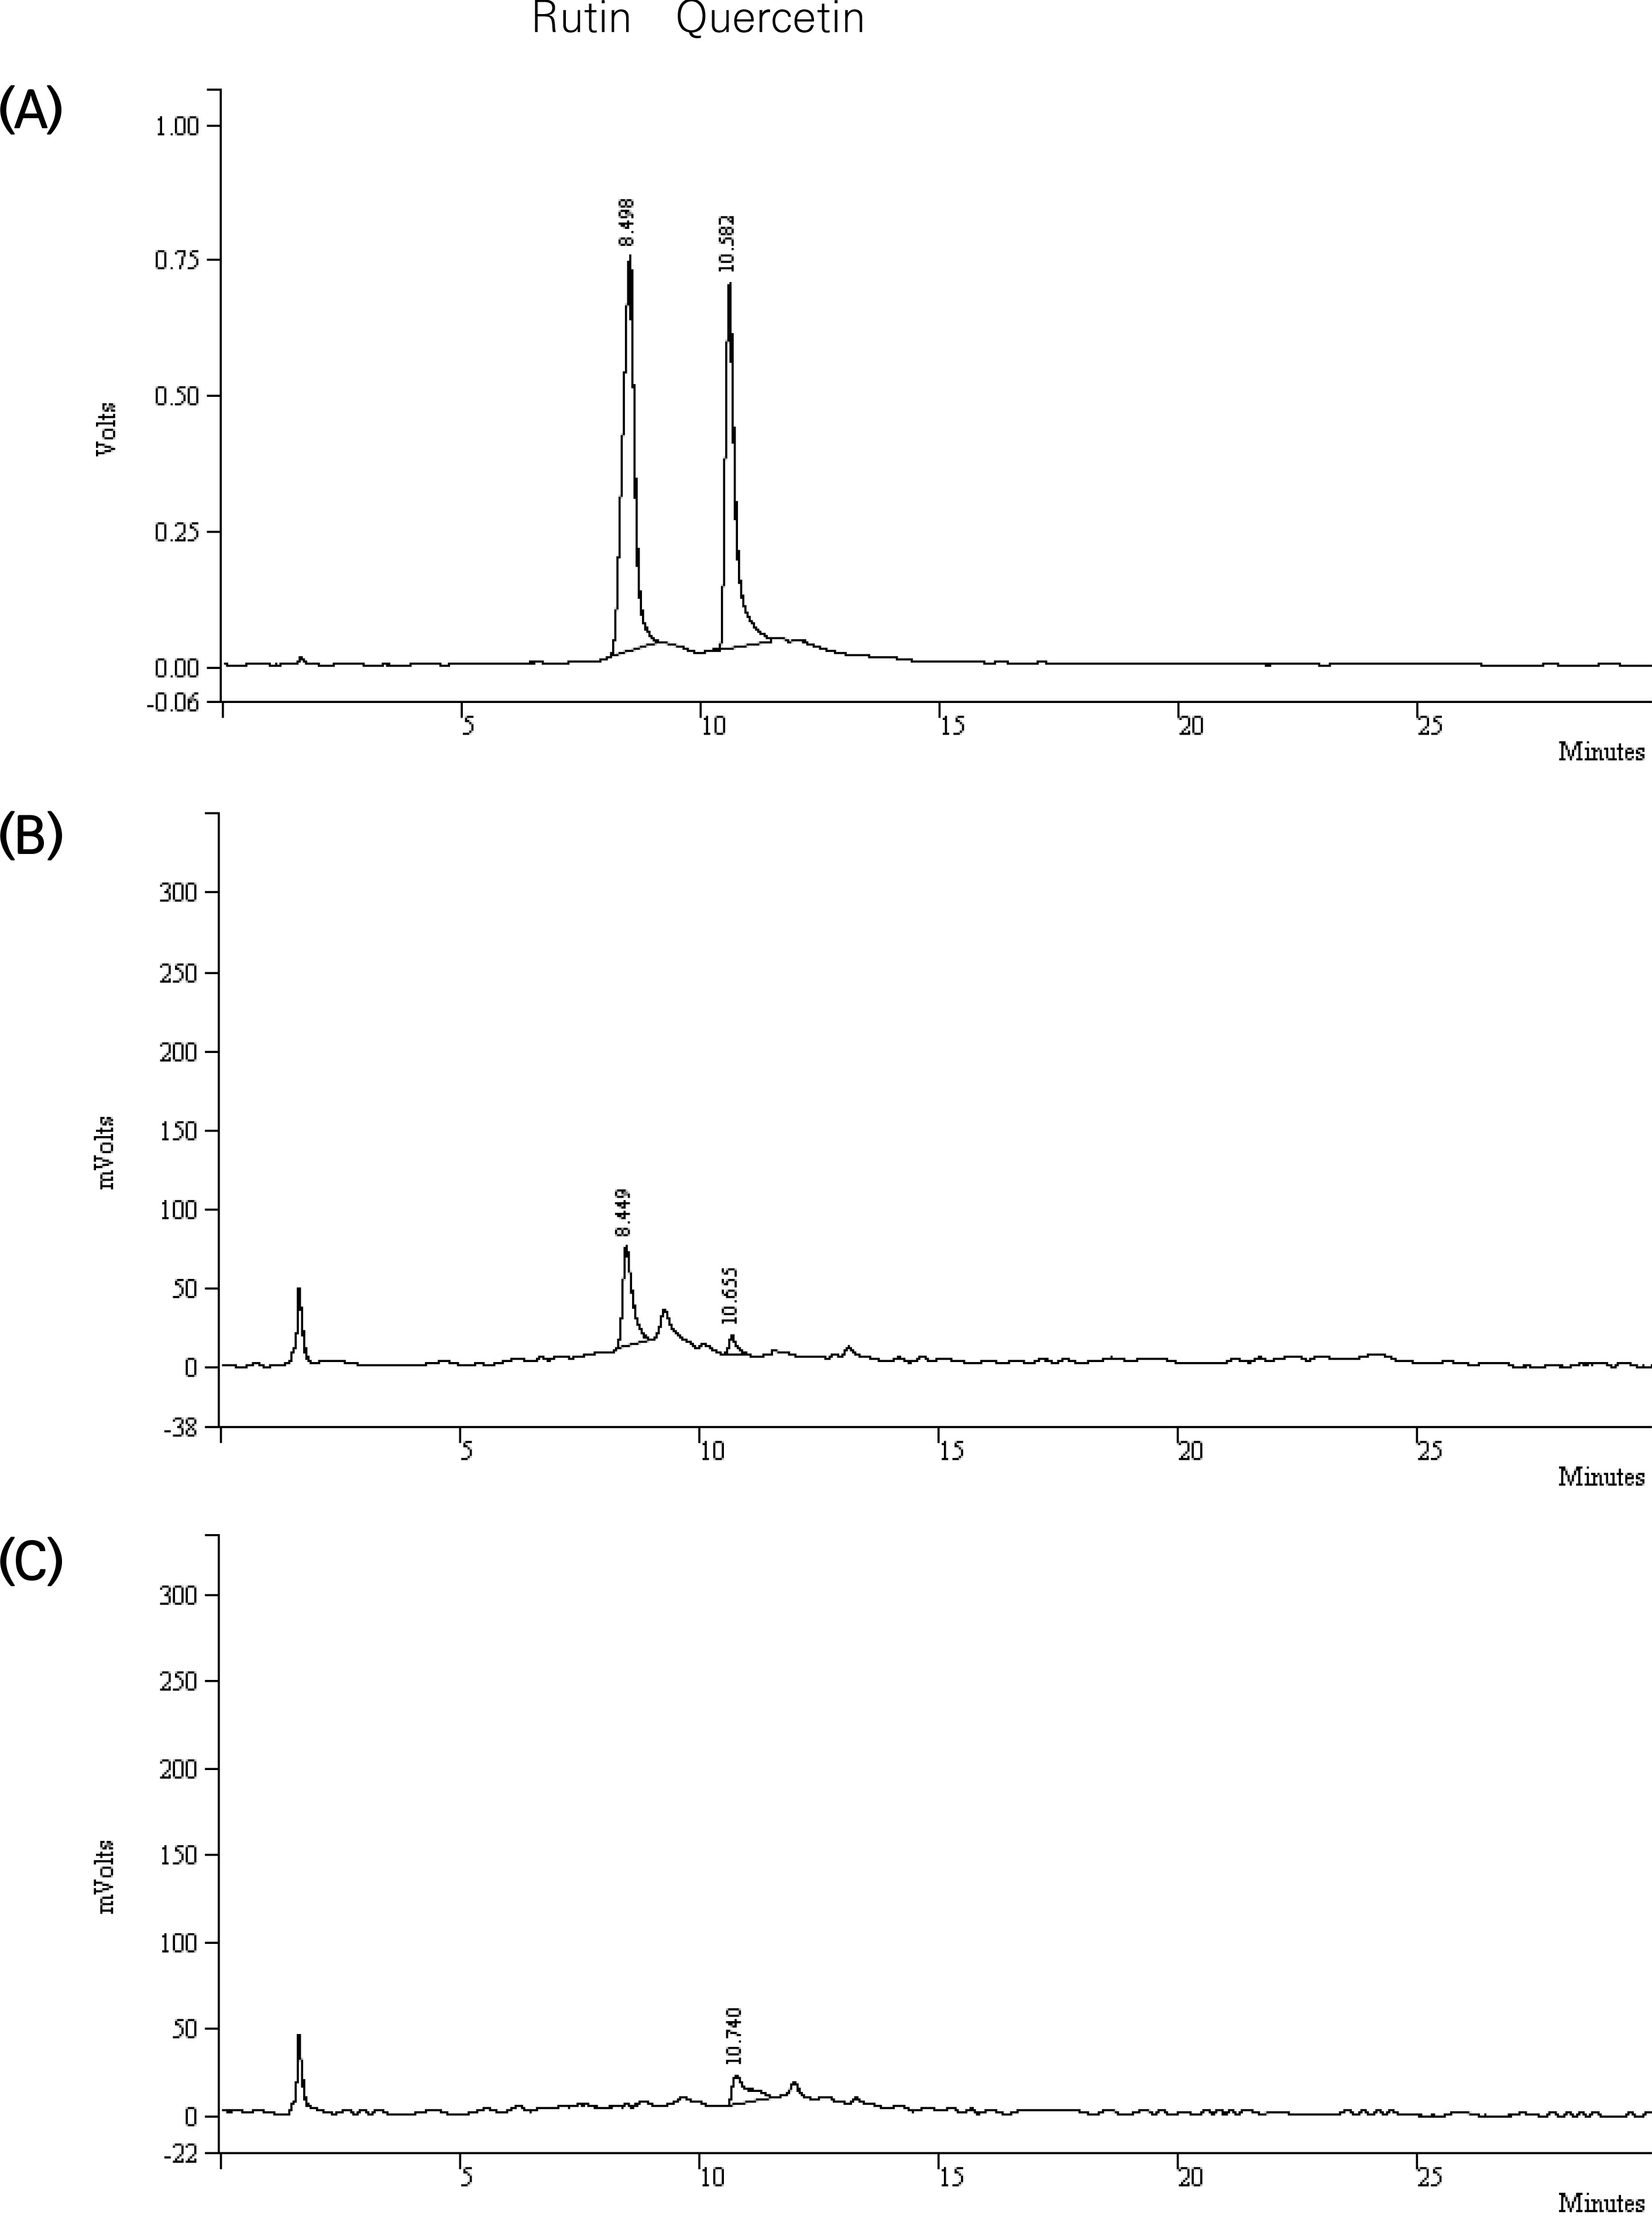 Rutin Quercetin
(A)
1.00
0.75
0.50
0.25
0.00
-0.06
Volts
8.498
10.582
5 10 15 20 25
Minutes
(B)
300
250
200
150
100
50
0
-38
mVolts
8.449
10.655
5 10 15 20 25
Minutes
(C)
300
250
200
150
100
50
0
-22
mVolts
10.740
5 10 15 20 25
Minutes